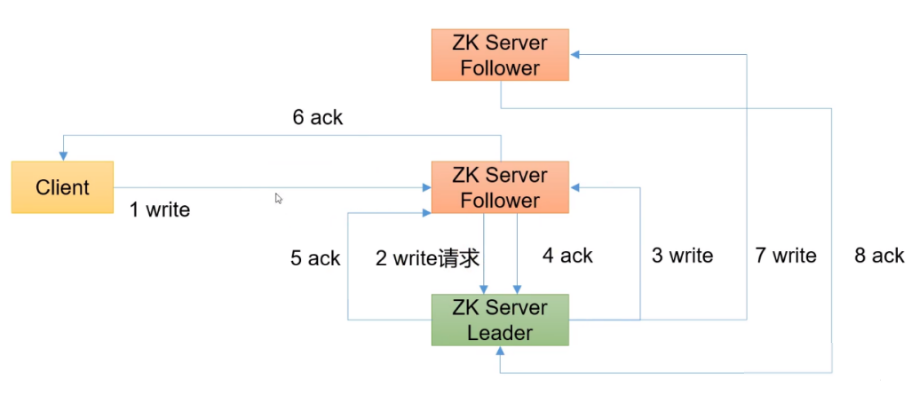 ZK Server
Follower
6 ack
Client
ZK Server
Follower
1 write
5 ack
2 write请求
4 ack
3 write
7 write
8 ack
ZK Server
Leader